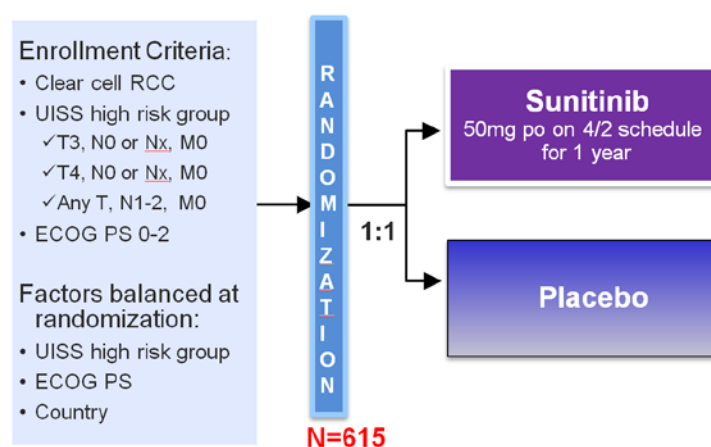 Enrollment Criteria:
• Clear cell RCC
• UISS high risk group
✓T3, N0 or Nx, M0
✓T4, N0 or Nx, M0
✓Any T, N1-2, M0
• ECOG PS 0-2
Factors balanced at
randomization:
• UISS high risk group
• ECOG PS
• Country
RANDOMIZATION
N=615
1:1
Sunitinib
50mg po on 4/2 schedule
for 1 year
Placebo